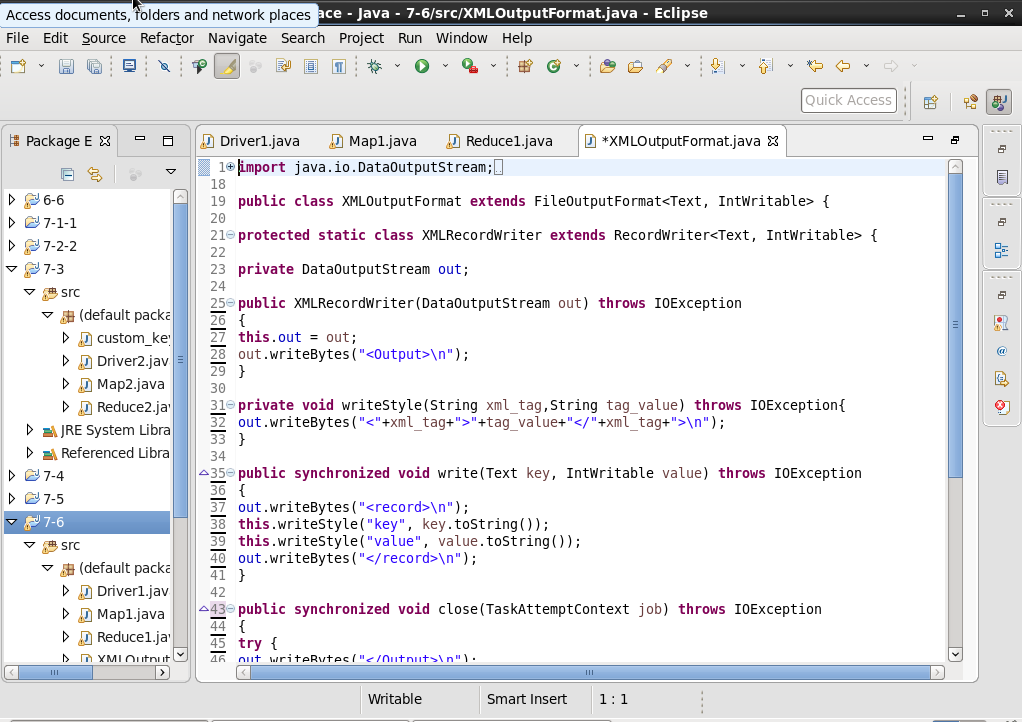 Access documents, folders and network places
ace - Java - 7-6/src/XMLOutputFormat.java - Eclipse
File Edit Source Refactor Navigate Search Project Run Window Help
Quick Access
Package E
Driver1.java Map1.java Reduce1.java *XMLOutputFormat.java
6-6
7-1-1
7-2-2
7-3
src
(default packa
custom_key
Driver2.jav
Map2.java
Reduce2.ja
JRE System Libra
Referenced Libra
7-4
7-5
7-6
src
(default packa
Driver1.jav
Map1.java
Reduce1.ja
XMLOutput
1 import java.io.DataOutputStream;
18
19 public class XMLOutputFormat extends FileOutputFormat<Text, IntWritable> {
20
21 protected static class XMLRecordWriter extends RecordWriter<Text, IntWritable> {
22
23 private DataOutputStream out;
24
25 public XMLRecordWriter(DataOutputStream out) throws IOException
26 {
27 this.out = out;
28 out.writeBytes("<Output>\n");
29 }
30
31 private void writeStyle(String xml_tag,String tag_value) throws IOException{
32 out.writeBytes("<"+xml_tag+">"+tag_value+"</"+xml_tag+">\n");
33 }
34
35 public synchronized void write(Text key, IntWritable value) throws IOException
36 {
37 out.writeBytes("<record>\n");
38 this.writeStyle("key", key.toString());
39 this.writeStyle("value", value.toString());
40 out.writeBytes("</record>\n");
41 }
42
43 public synchronized void close(TaskAttemptContext job) throws IOException
44 {
45 try {
46 out.writeBytes("</Output>\n");
Writable Smart Insert 1 : 1